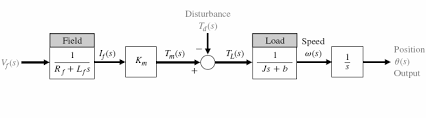 Disturbance
T_d(s)
Field
Load
Speed
V_f(s)
1
R_f + L_f s
I_f(s)
K_m
T_m(s)
−
+
T_L(s)
1
Js + b
ω(s)
1
s
Position
θ(s)
Output